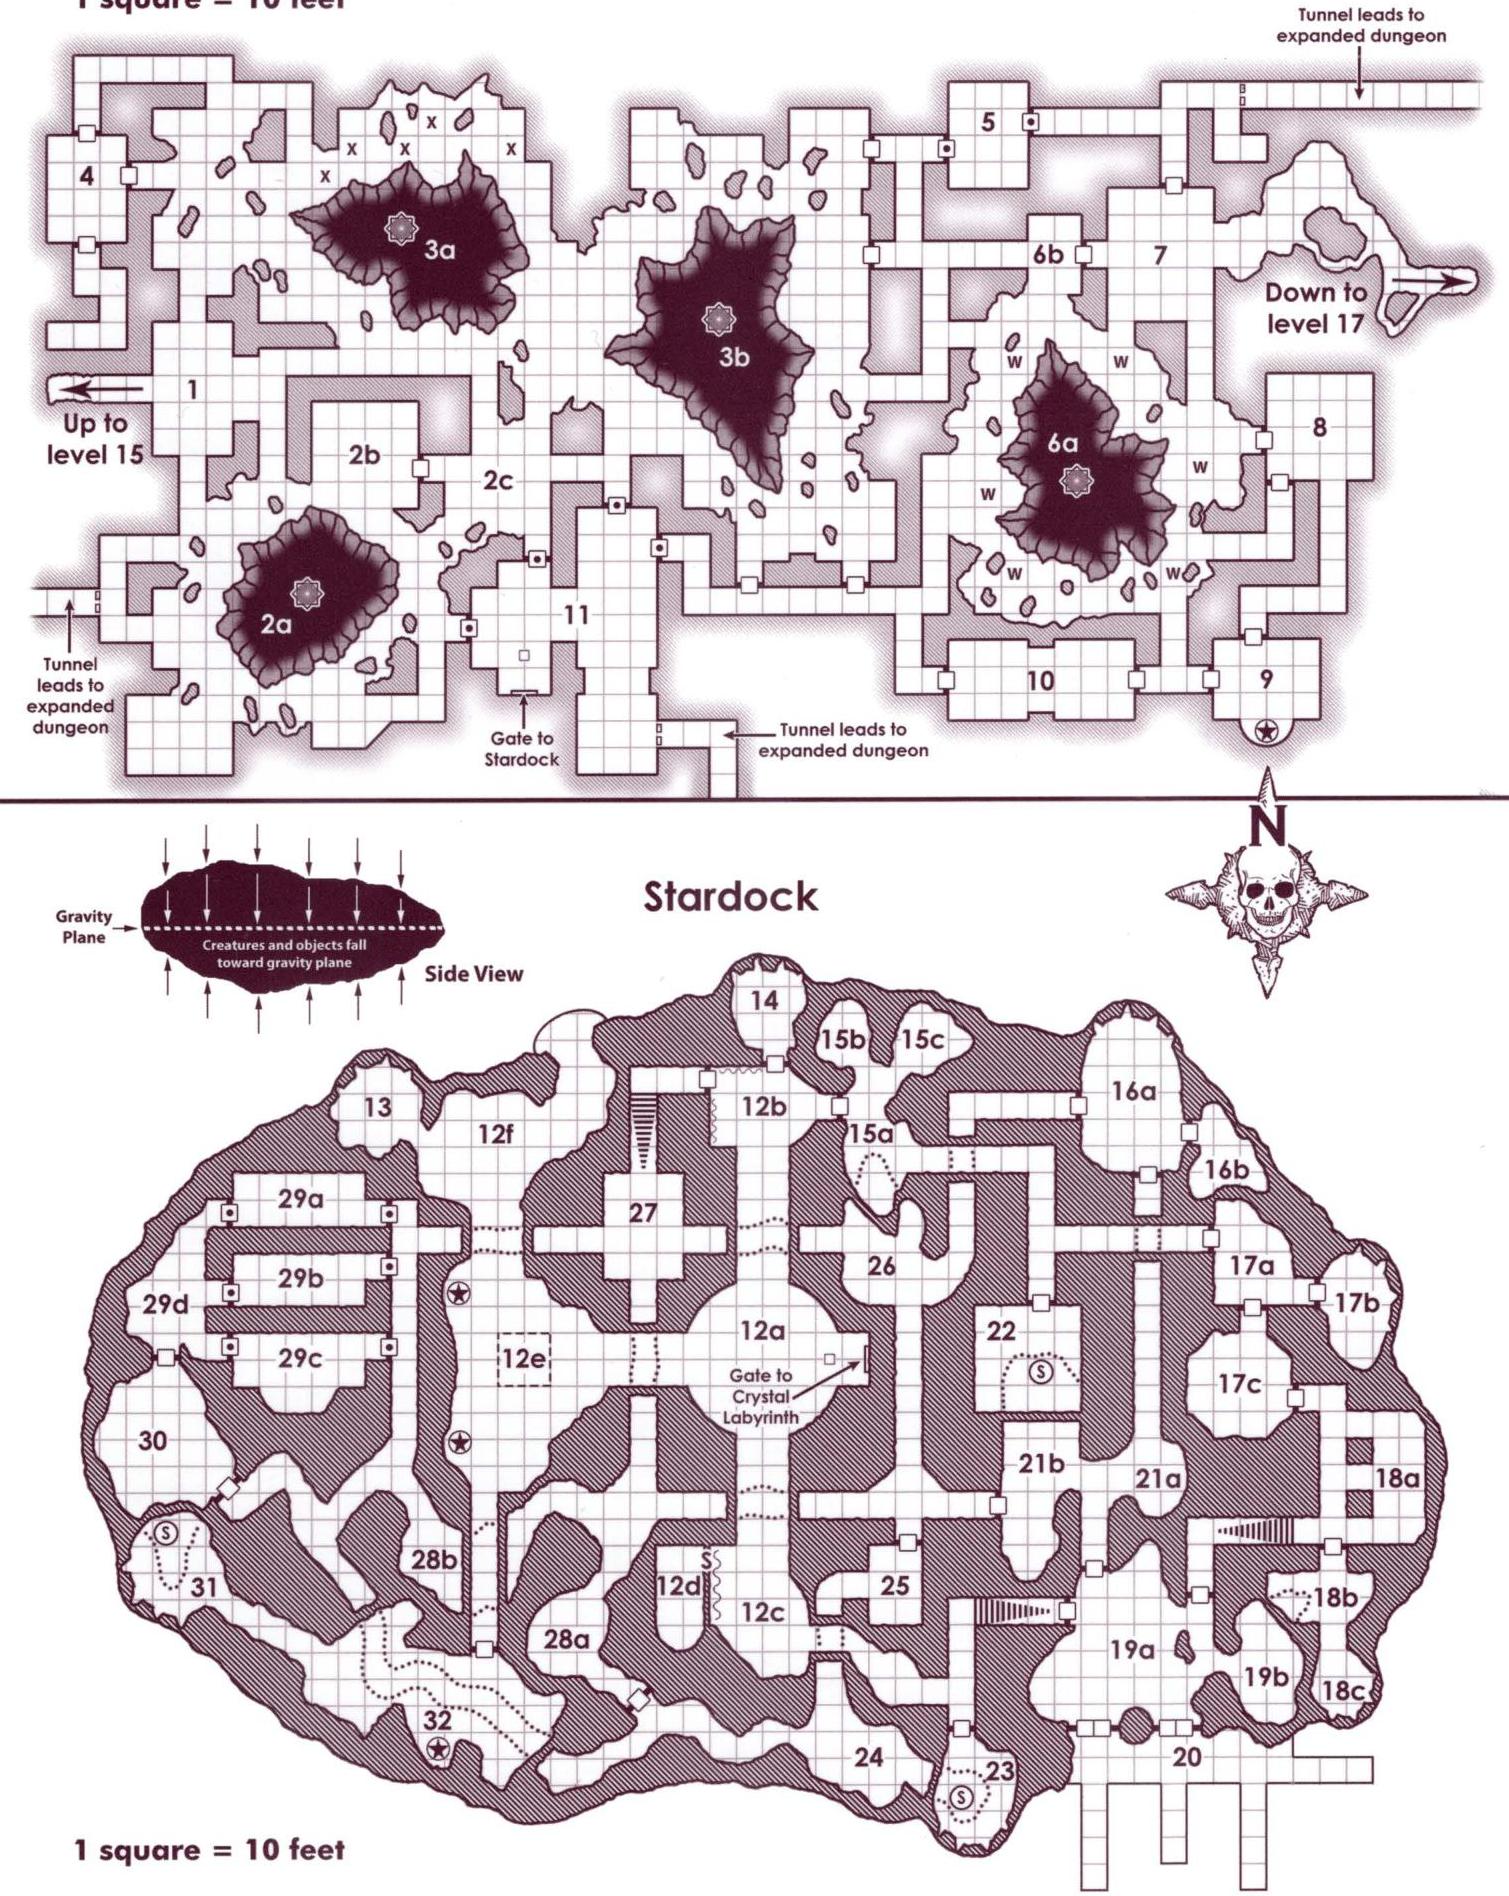 1 square = 10 feet
Tunnel leads to
expanded dungeon
x
x
x
x
x
4
5
3a
6b
7
3b
Down to
level 17
w
w
1
Up to
level 15
2b
8
6a
2c
w
w
w
w
2a
11
Tunnel
leads to
expanded
dungeon
10
9
Gate to
Stardock
Tunnel leads to
expanded dungeon
N
Stardock
Gravity
Plane
Creatures and objects fall
toward gravity plane
Side View
14
15b
15c
16a
13
12f
12b
15a
16b
29a
27
26
17a
29b
29d
17b
12a
22
29c
12e
S
Gate to
Crystal
Labyrinth
17c
30
21b
21a
18a
S
28b
S
12d
25
31
12c
18b
28a
19a
19b
18c
32
24
20
23
S
1 square = 10 feet